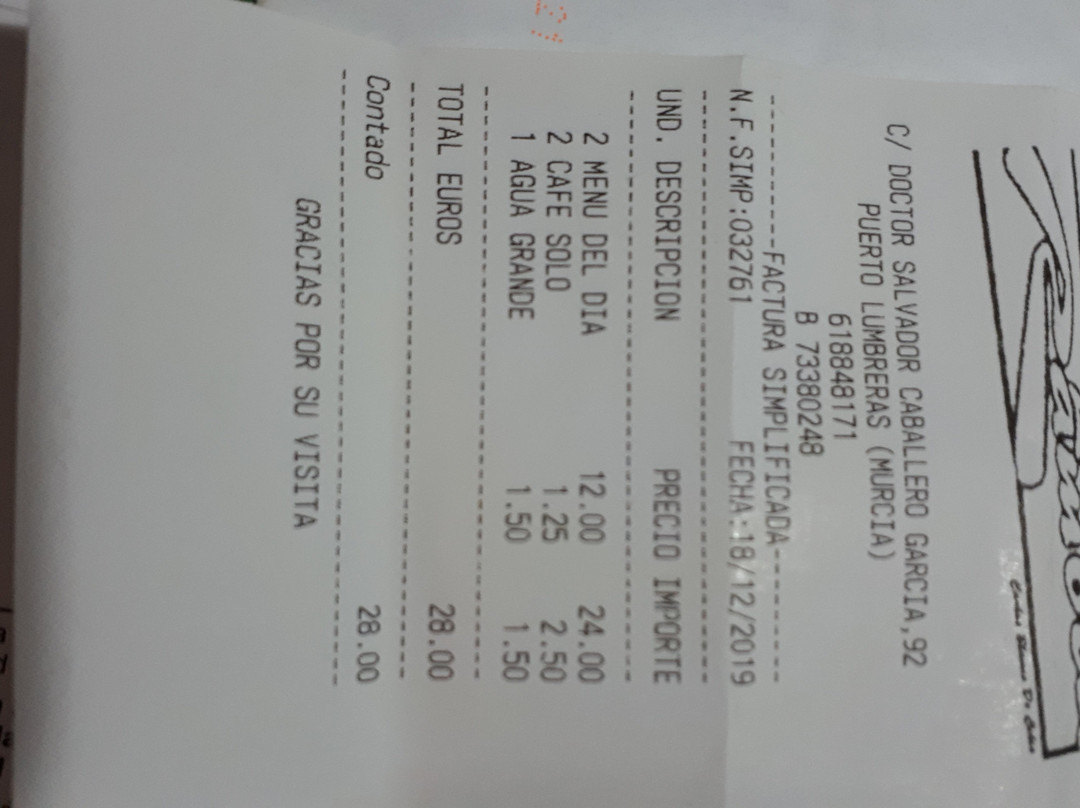 C/ DOCTOR SALVADOR CABALLERO GARCIA,92
PUERTO LUMBRERAS (MURCIA)
618848171
B 73380248
---------FACTURA SIMPLIFICADA---------
N.F.SIMP:032761 FECHA:18/12/2019
UND. DESCRIPCION PRECIO IMPORTE
2 MENU DEL DIA 12.00 24.00
2 CAFE SOLO 1.25 2.50
1 AGUA GRANDE 1.50 1.50
TOTAL EUROS 28.00
Contado 28.00
GRACIAS POR SU VISITA